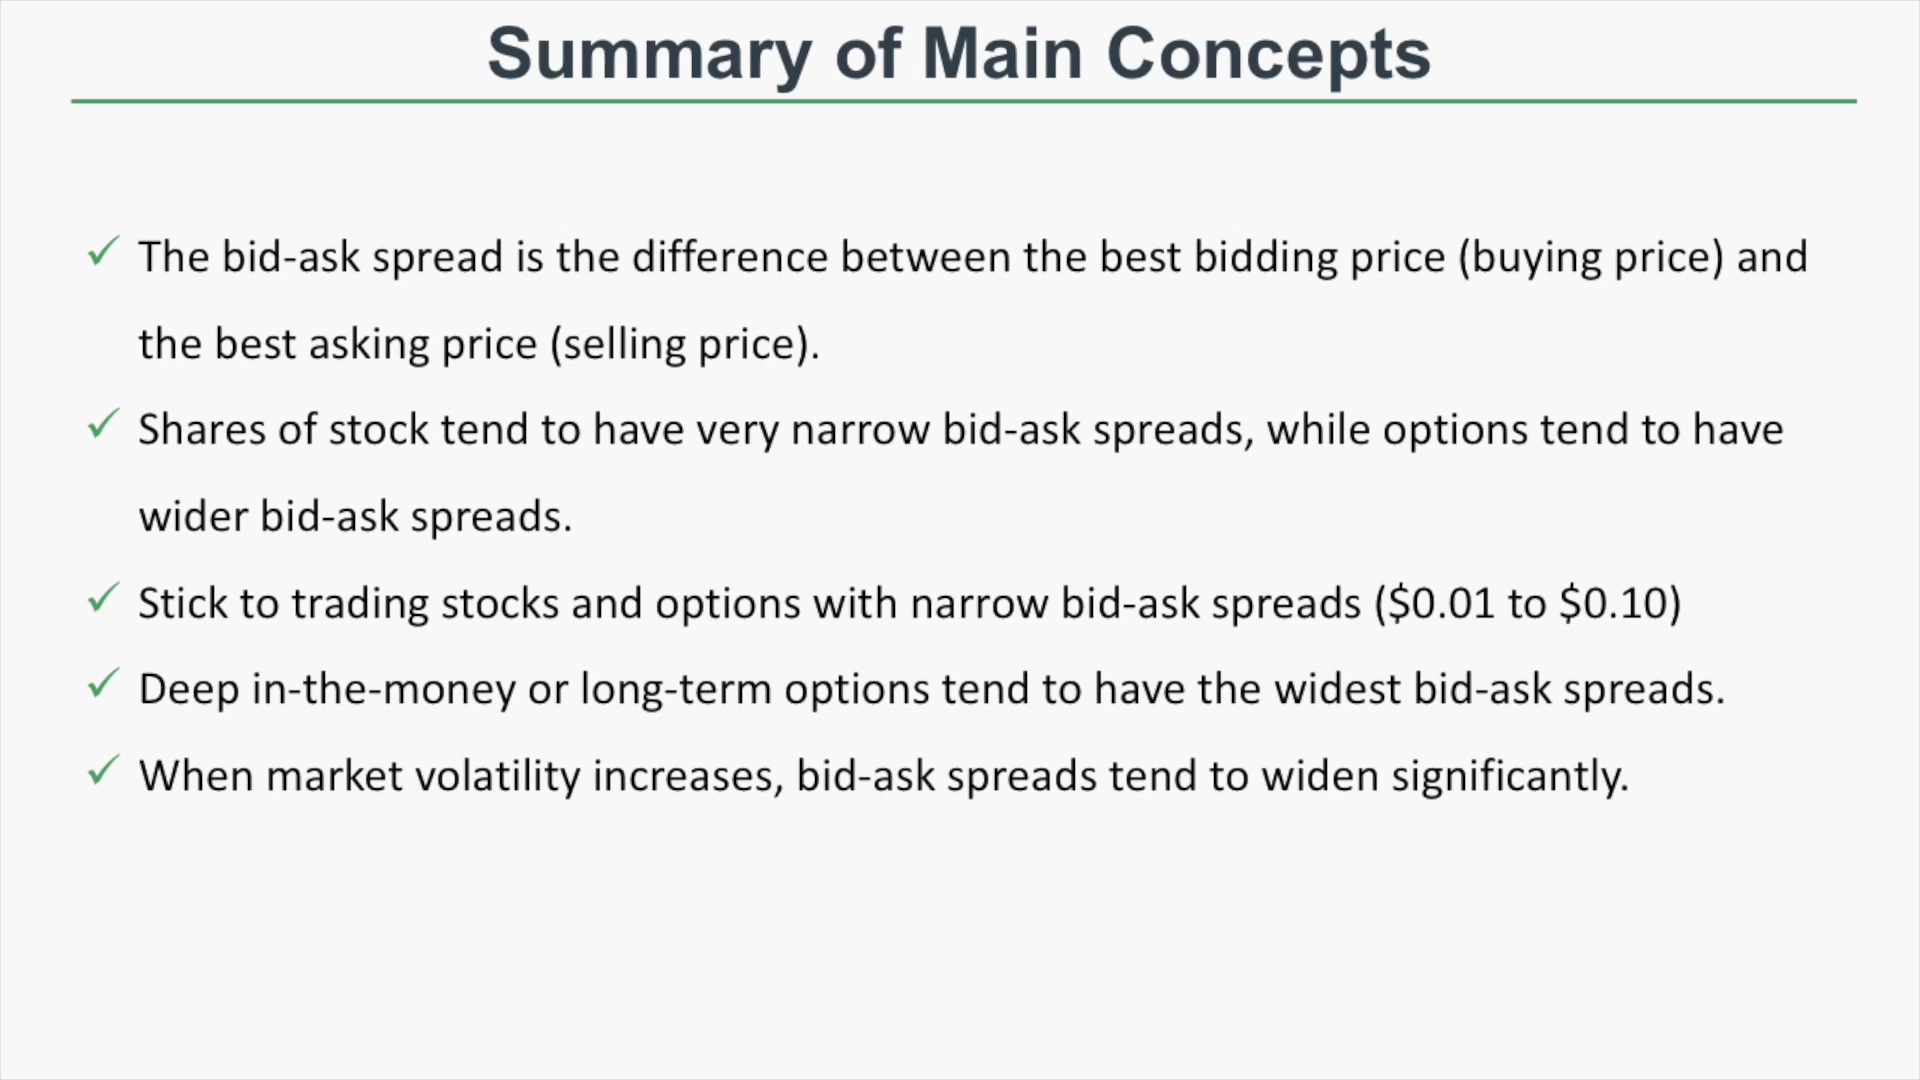 Summary of Main Concepts
✓ The bid-ask spread is the difference between the best bidding price (buying price) and
the best asking price (selling price).
✓ Shares of stock tend to have very narrow bid-ask spreads, while options tend to have
wider bid-ask spreads.
✓ Stick to trading stocks and options with narrow bid-ask spreads ($0.01 to $0.10)
✓ Deep in-the-money or long-term options tend to have the widest bid-ask spreads.
✓ When market volatility increases, bid-ask spreads tend to widen significantly.